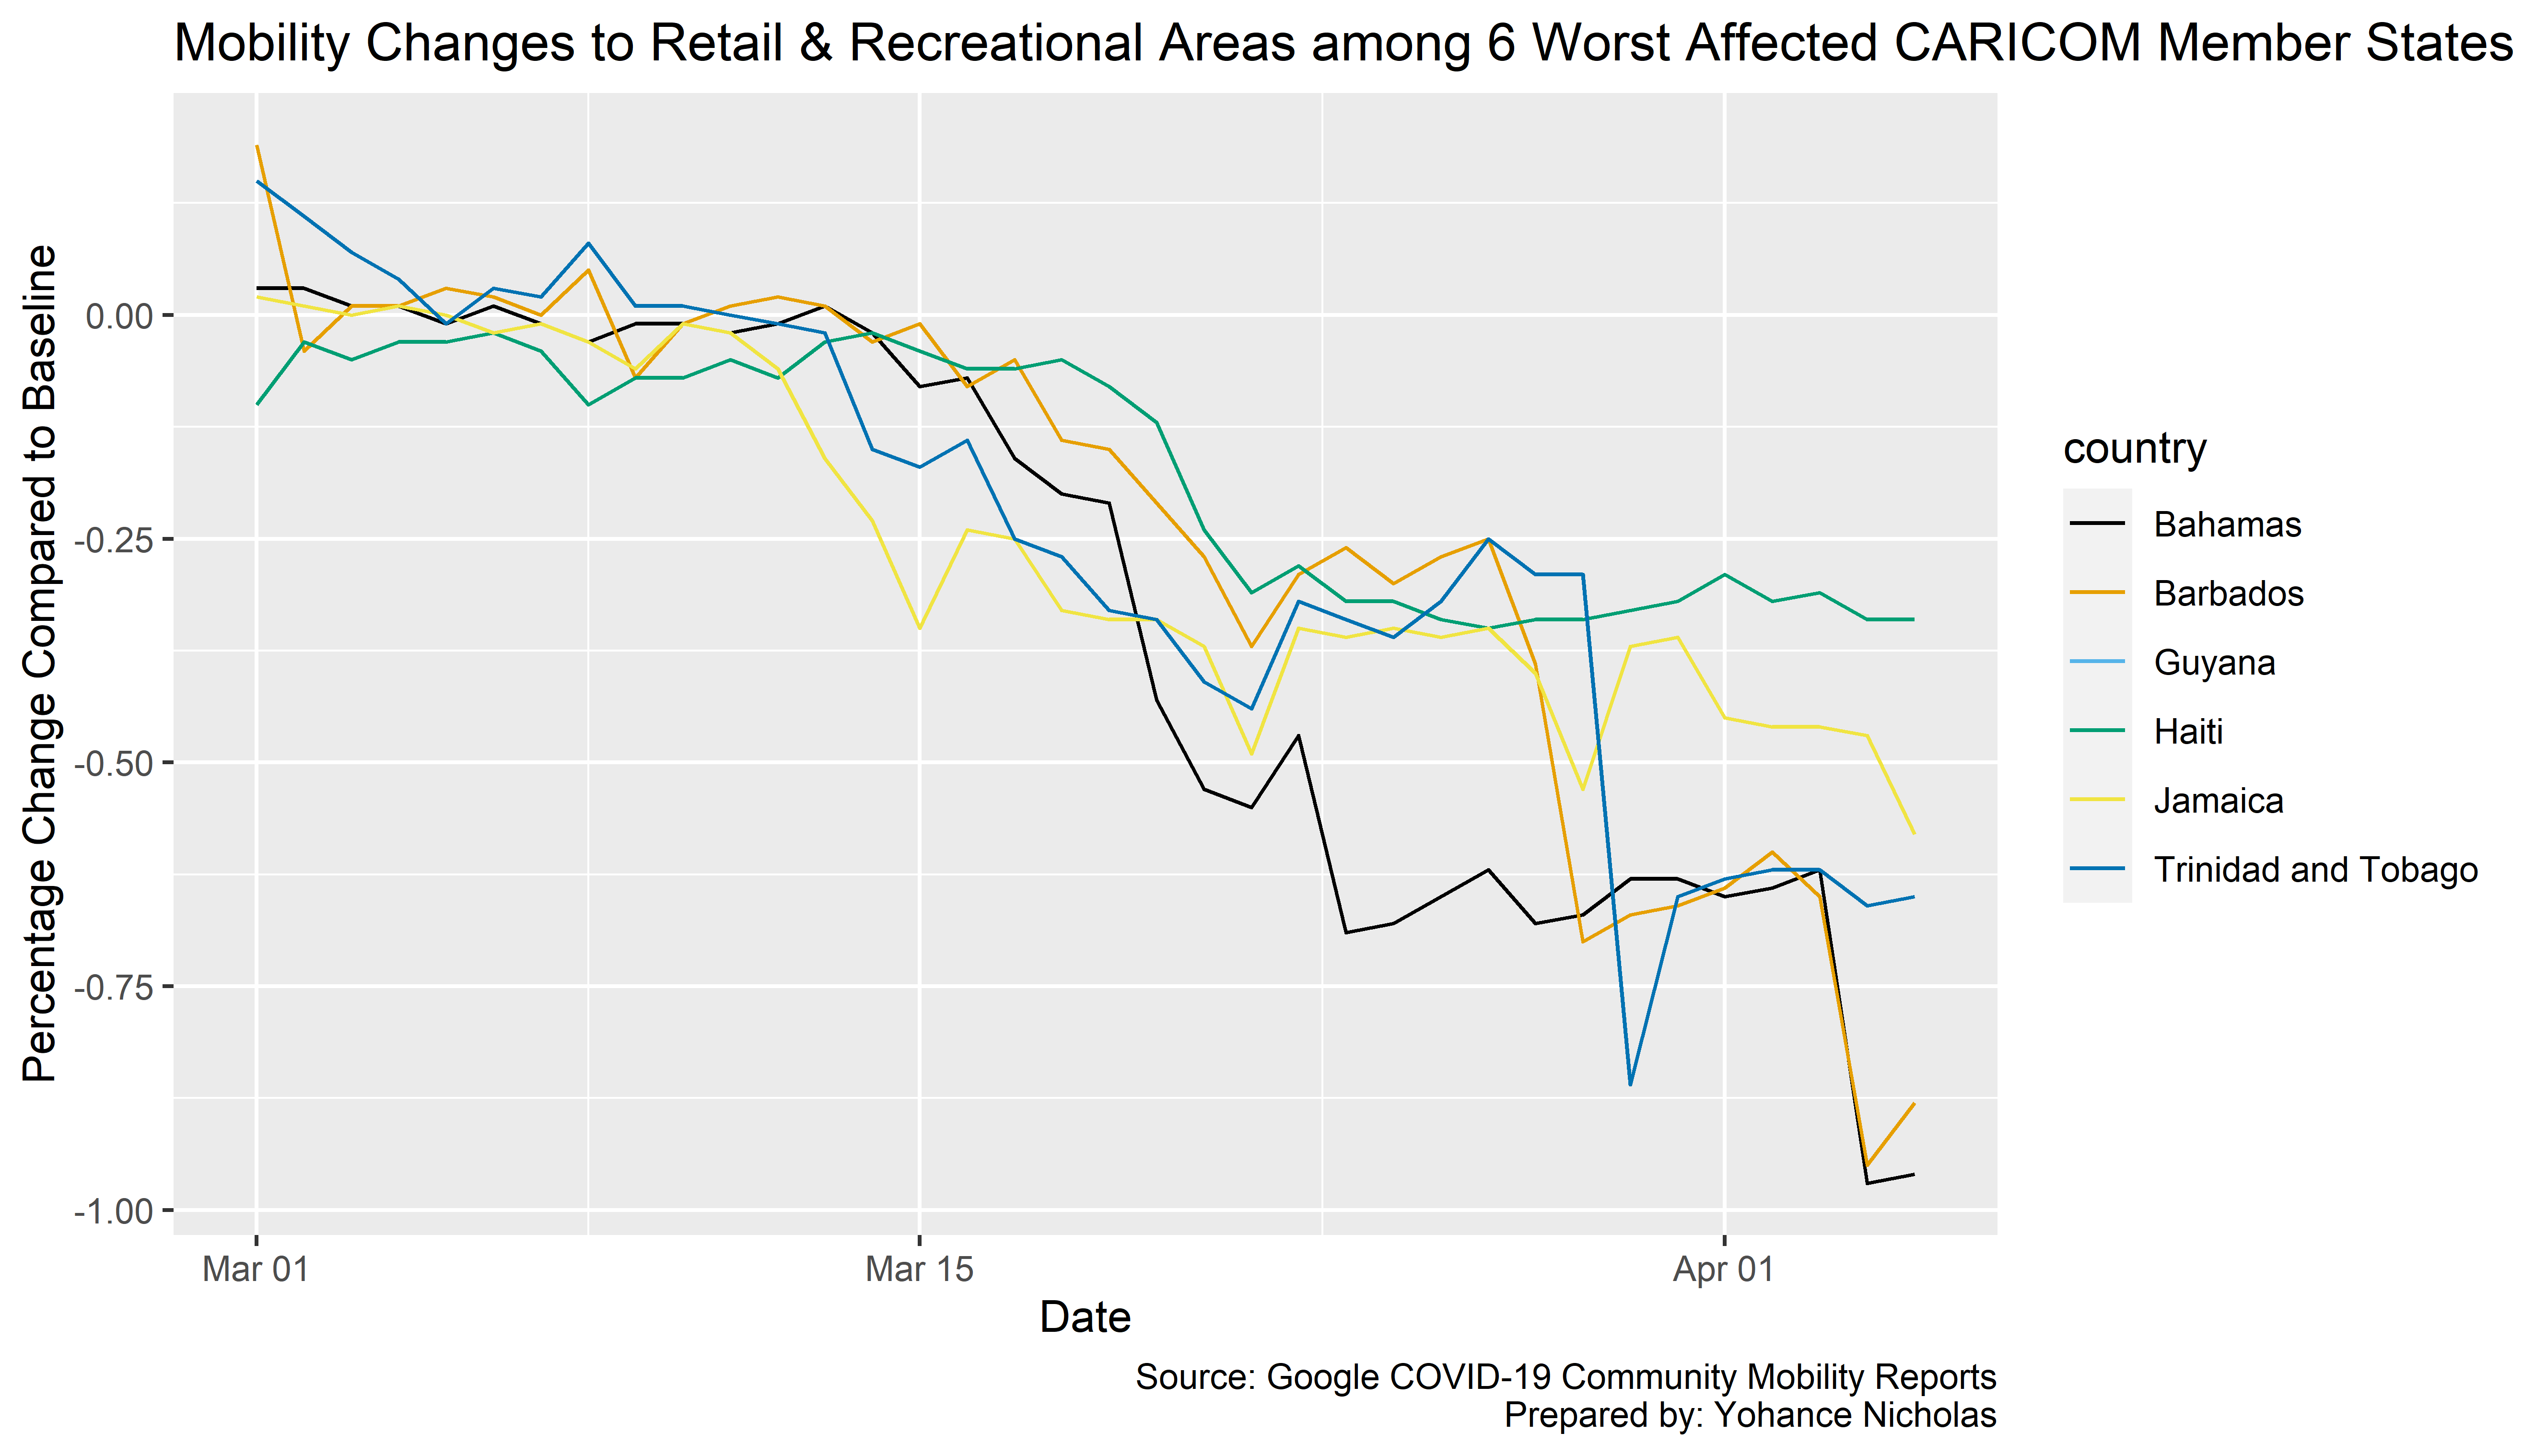 Mobility Changes to Retail & Recreational Areas among 6 Worst Affected CARICOM Member States
Percentage Change Compared to Baseline
0.00
-0.25
-0.50
-0.75
-1.00
Mar 01
Mar 15
Apr 01
Date
country
Bahamas
Barbados
Guyana
Haiti
Jamaica
Trinidad and Tobago
Source: Google COVID-19 Community Mobility Reports
Prepared by: Yohance Nicholas